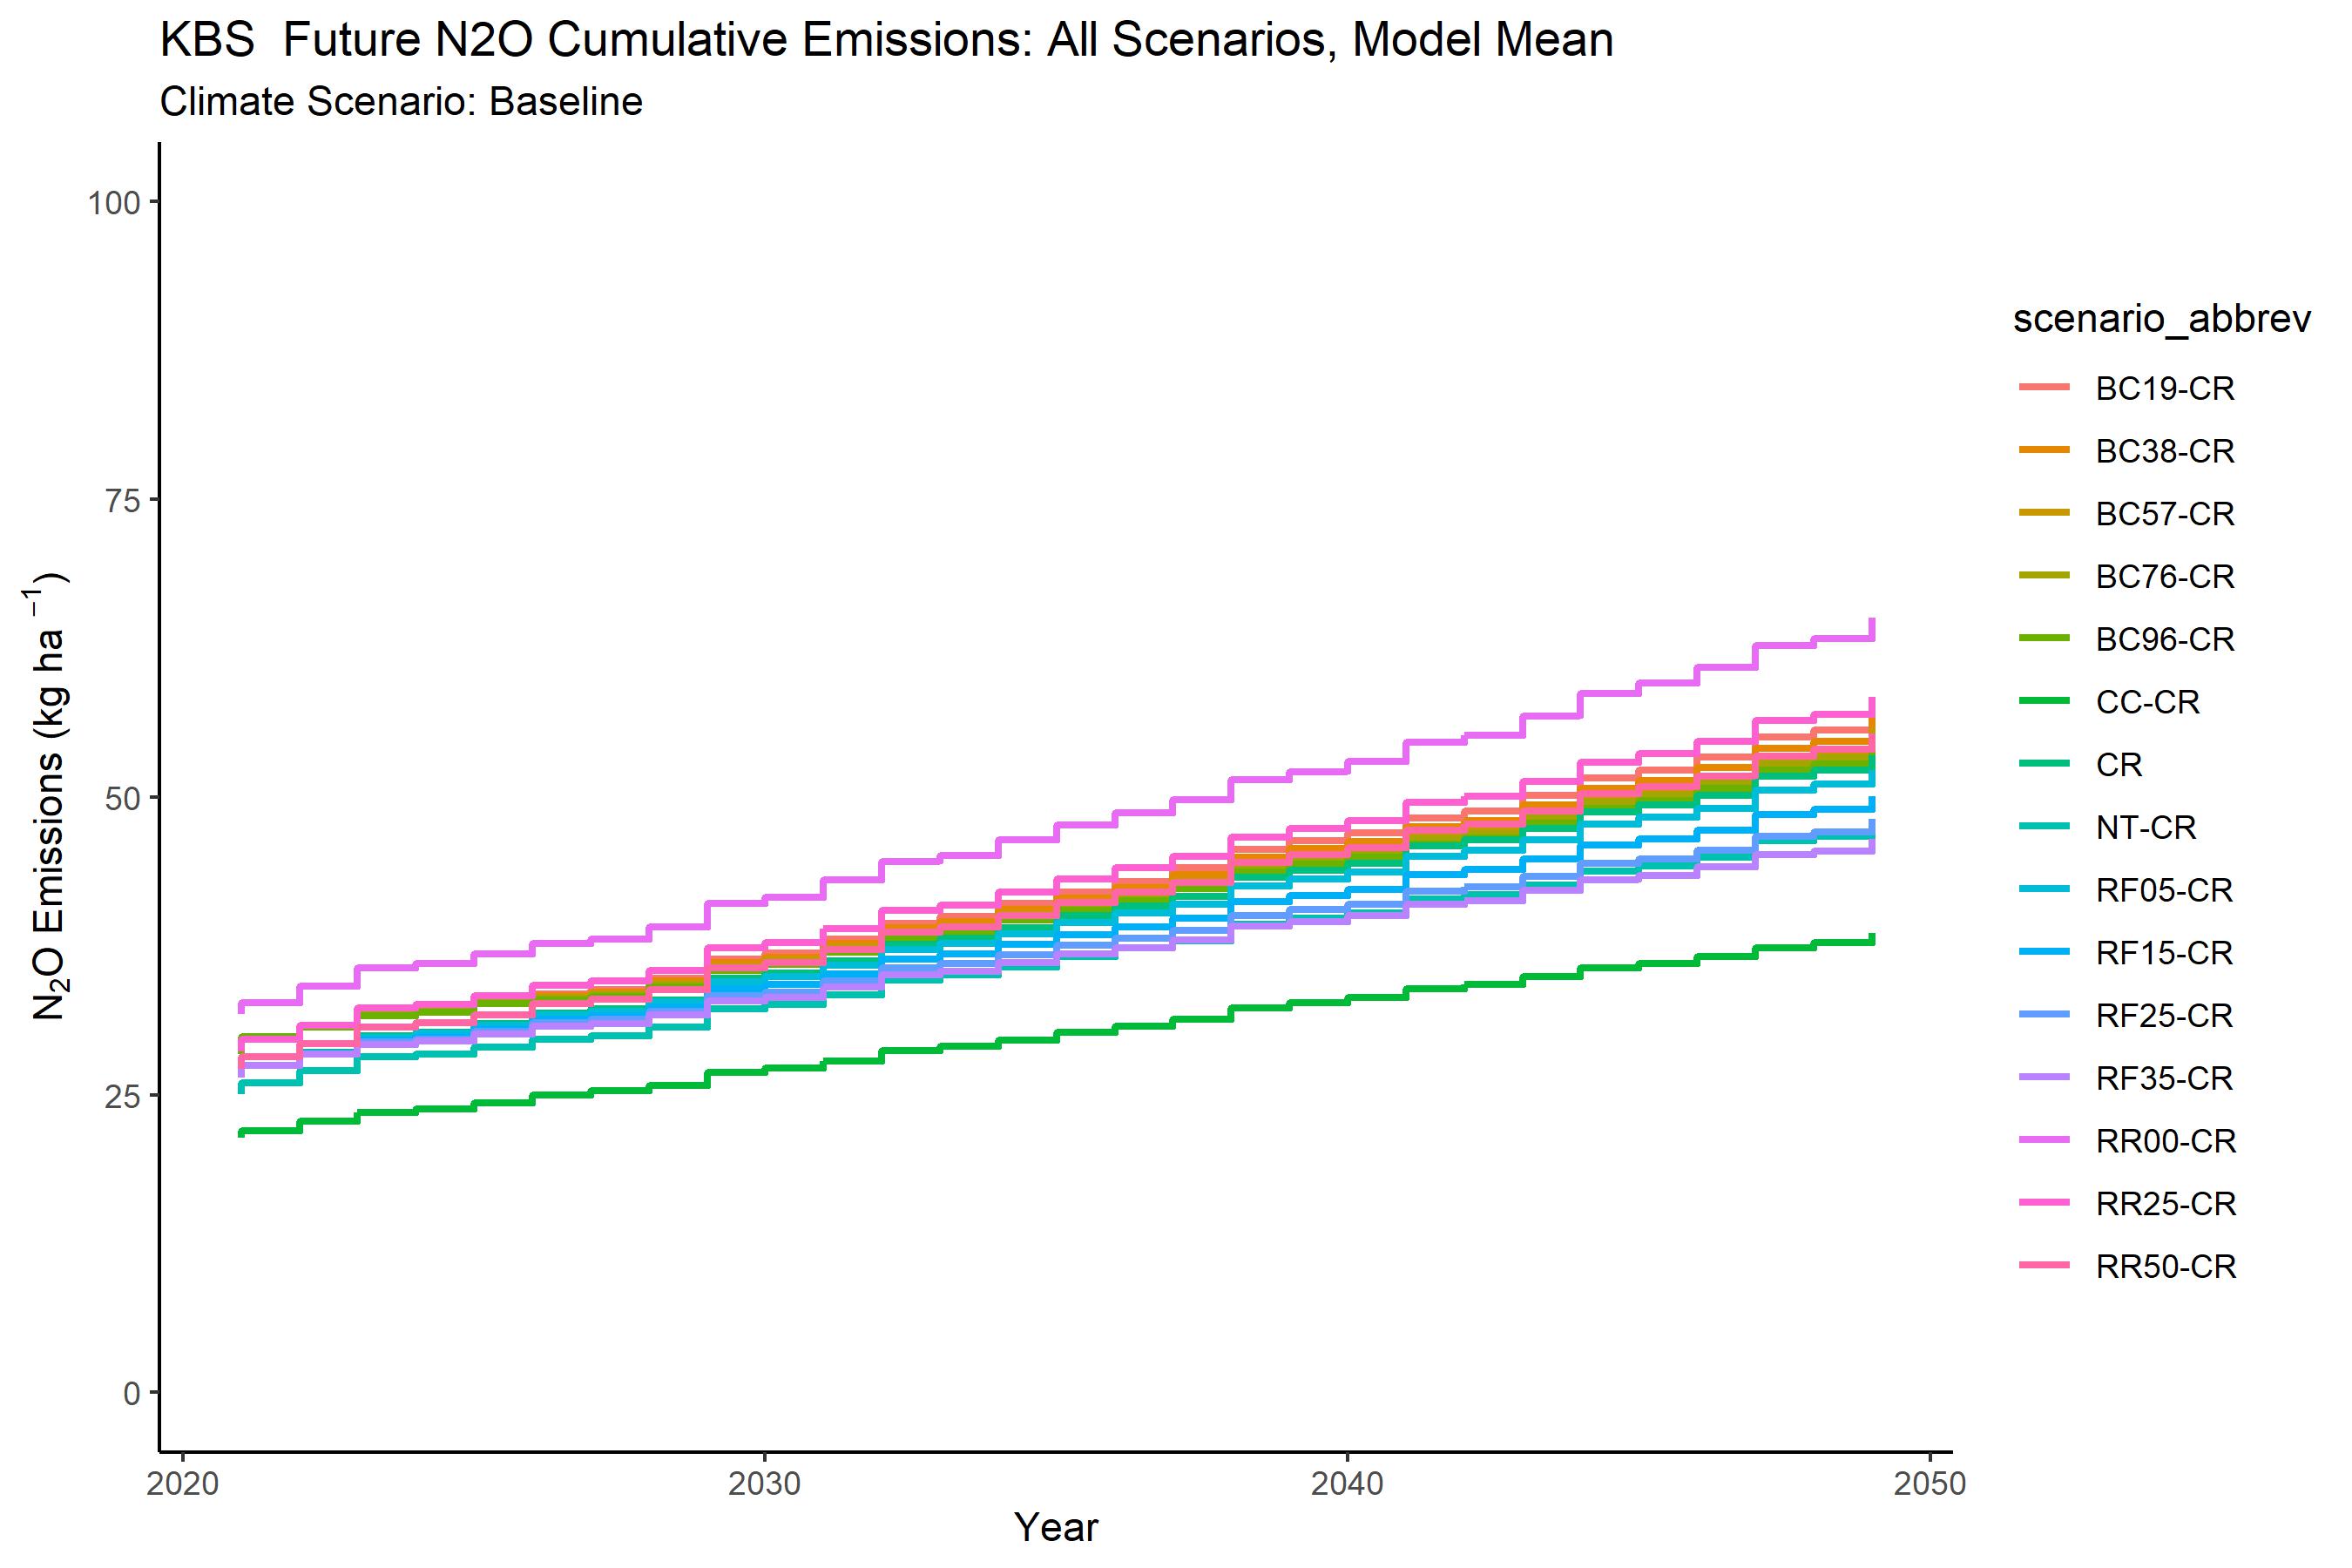 KBS  Future N2O Cumulative Emissions: All Scenarios, Model Mean
Climate Scenario: Baseline
N₂O Emissions (kg ha ⁻¹)
100
75
50
25
0
2020
2030
2040
2050
Year
scenario_abbrev
BC19-CR
BC38-CR
BC57-CR
BC76-CR
BC96-CR
CC-CR
CR
NT-CR
RF05-CR
RF15-CR
RF25-CR
RF35-CR
RR00-CR
RR25-CR
RR50-CR